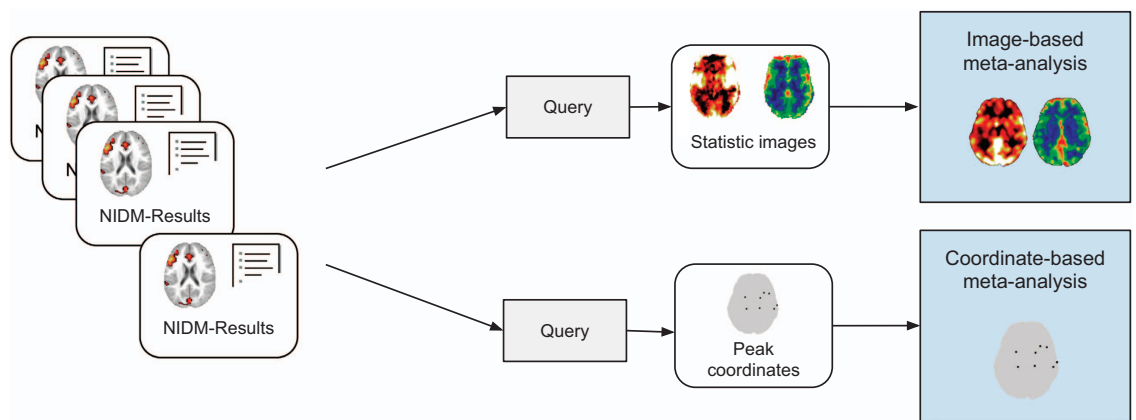 N
N
NIDM-Results
NIDM-Results
Query
Statistic images
Image-based
meta-analysis
Query
Peak
coordinates
Coordinate-based
meta-analysis